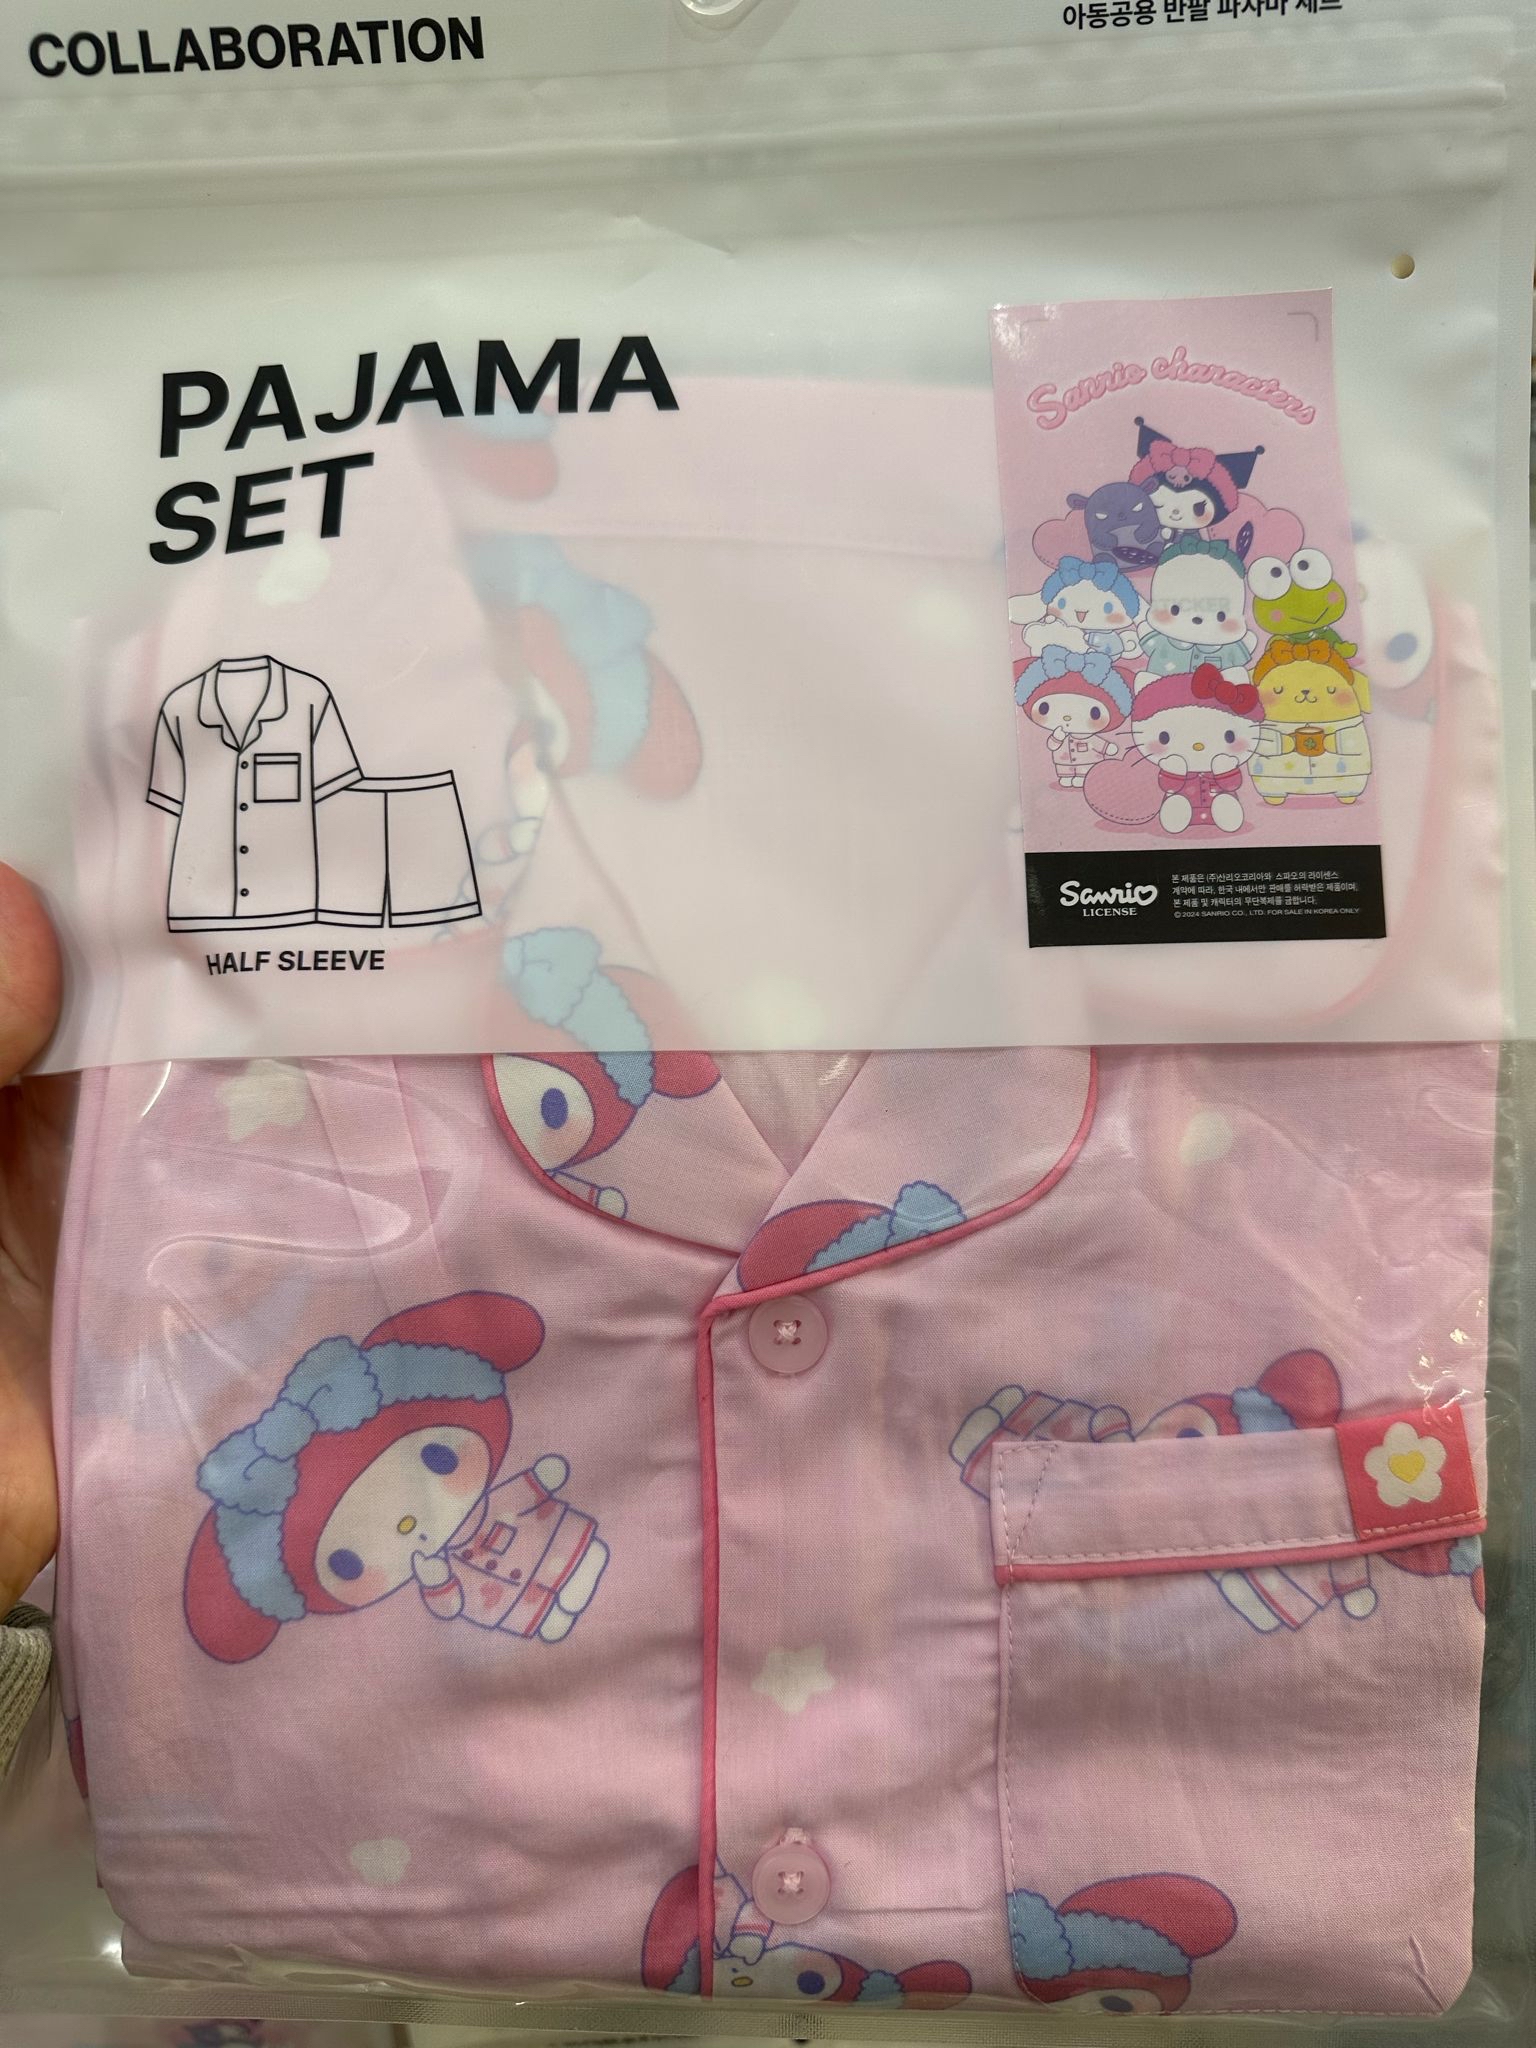 COLLABORATION
아동공용 반팔 파자마 세트
PAJAMA
SET
Sanrio characters
STICKER
HALF SLEEVE
Sanrio
LICENSE
본 제품은 (주)산리오코리아와 스파오의 라이센스
계약에 따라, 한국 내에서만 판매를 허락받은 제품이며,
본 제품 및 캐릭터의 무단복제를 금합니다.
© 2024 SANRIO CO., LTD. FOR SALE IN KOREA ONLY